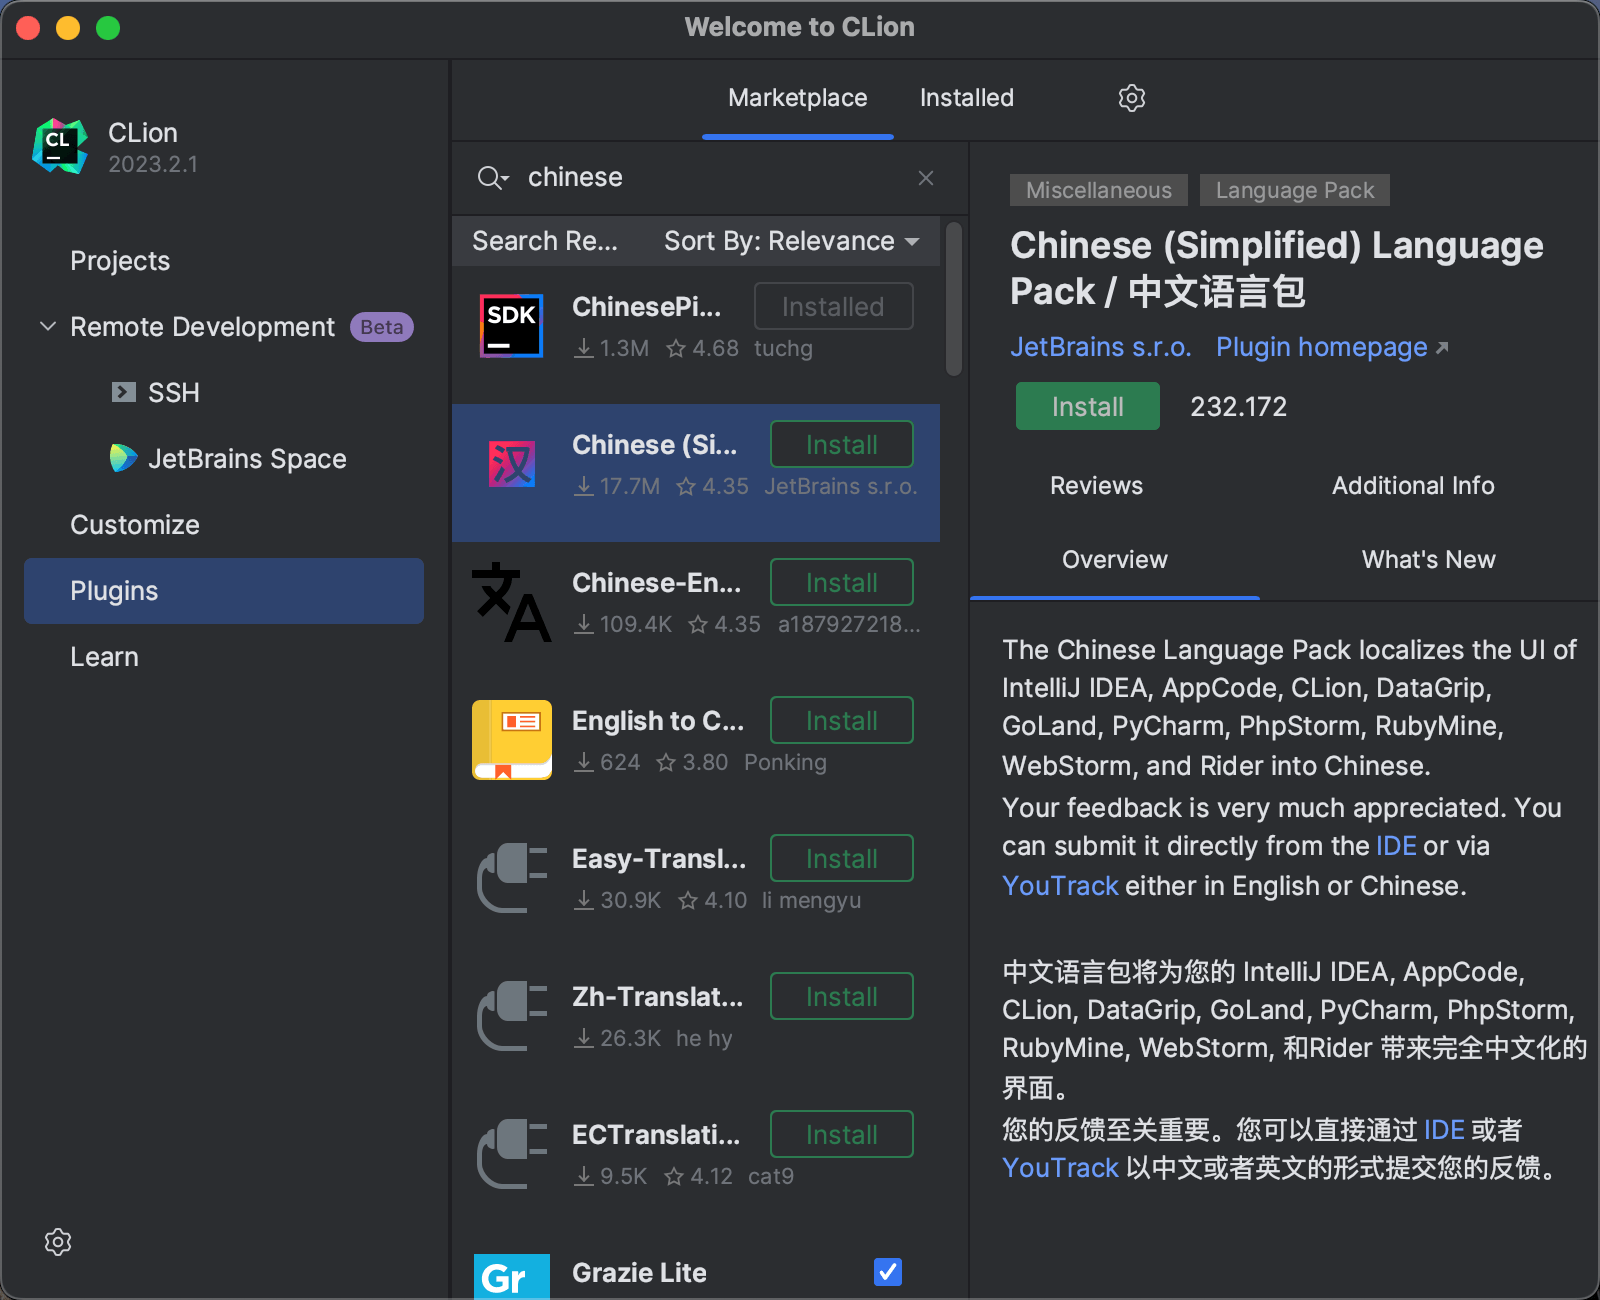 Welcome to CLion
CL
CLion
2023.2.1
Projects
Remote Development Beta
SSH
JetBrains Space
Customize
Plugins
Learn
Marketplace Installed
chinese
Search Re... Sort By: Relevance
SDK
ChinesePi... Installed
1.3M 4.68 tuchg
汉
Chinese (Si... Install
17.7M 4.35 JetBrains s.r.o.
文A
Chinese-En... Install
109.4K 4.35 a187927218...
English to C... Install
624 3.80 Ponking
Easy-Transl... Install
30.9K 4.10 li mengyu
Zh-Translat... Install
26.3K he hy
ECTranslati... Install
9.5K 4.12 cat9
Gr
Grazie Lite
Miscellaneous Language Pack
Chinese (Simplified) Language
Pack / 中文语言包
JetBrains s.r.o. Plugin homepage
Install 232.172
Reviews Additional Info
Overview What's New
The Chinese Language Pack localizes the UI of
IntelliJ IDEA, AppCode, CLion, DataGrip,
GoLand, PyCharm, PhpStorm, RubyMine,
WebStorm, and Rider into Chinese.
Your feedback is very much appreciated. You
can submit it directly from the IDE or via
YouTrack either in English or Chinese.
中文语言包将为您的 IntelliJ IDEA, AppCode,
CLion, DataGrip, GoLand, PyCharm, PhpStorm,
RubyMine, WebStorm, 和Rider 带来完全中文化的
界面。
您的反馈至关重要。您可以直接通过 IDE 或者
YouTrack 以中文或者英文的形式提交您的反馈。